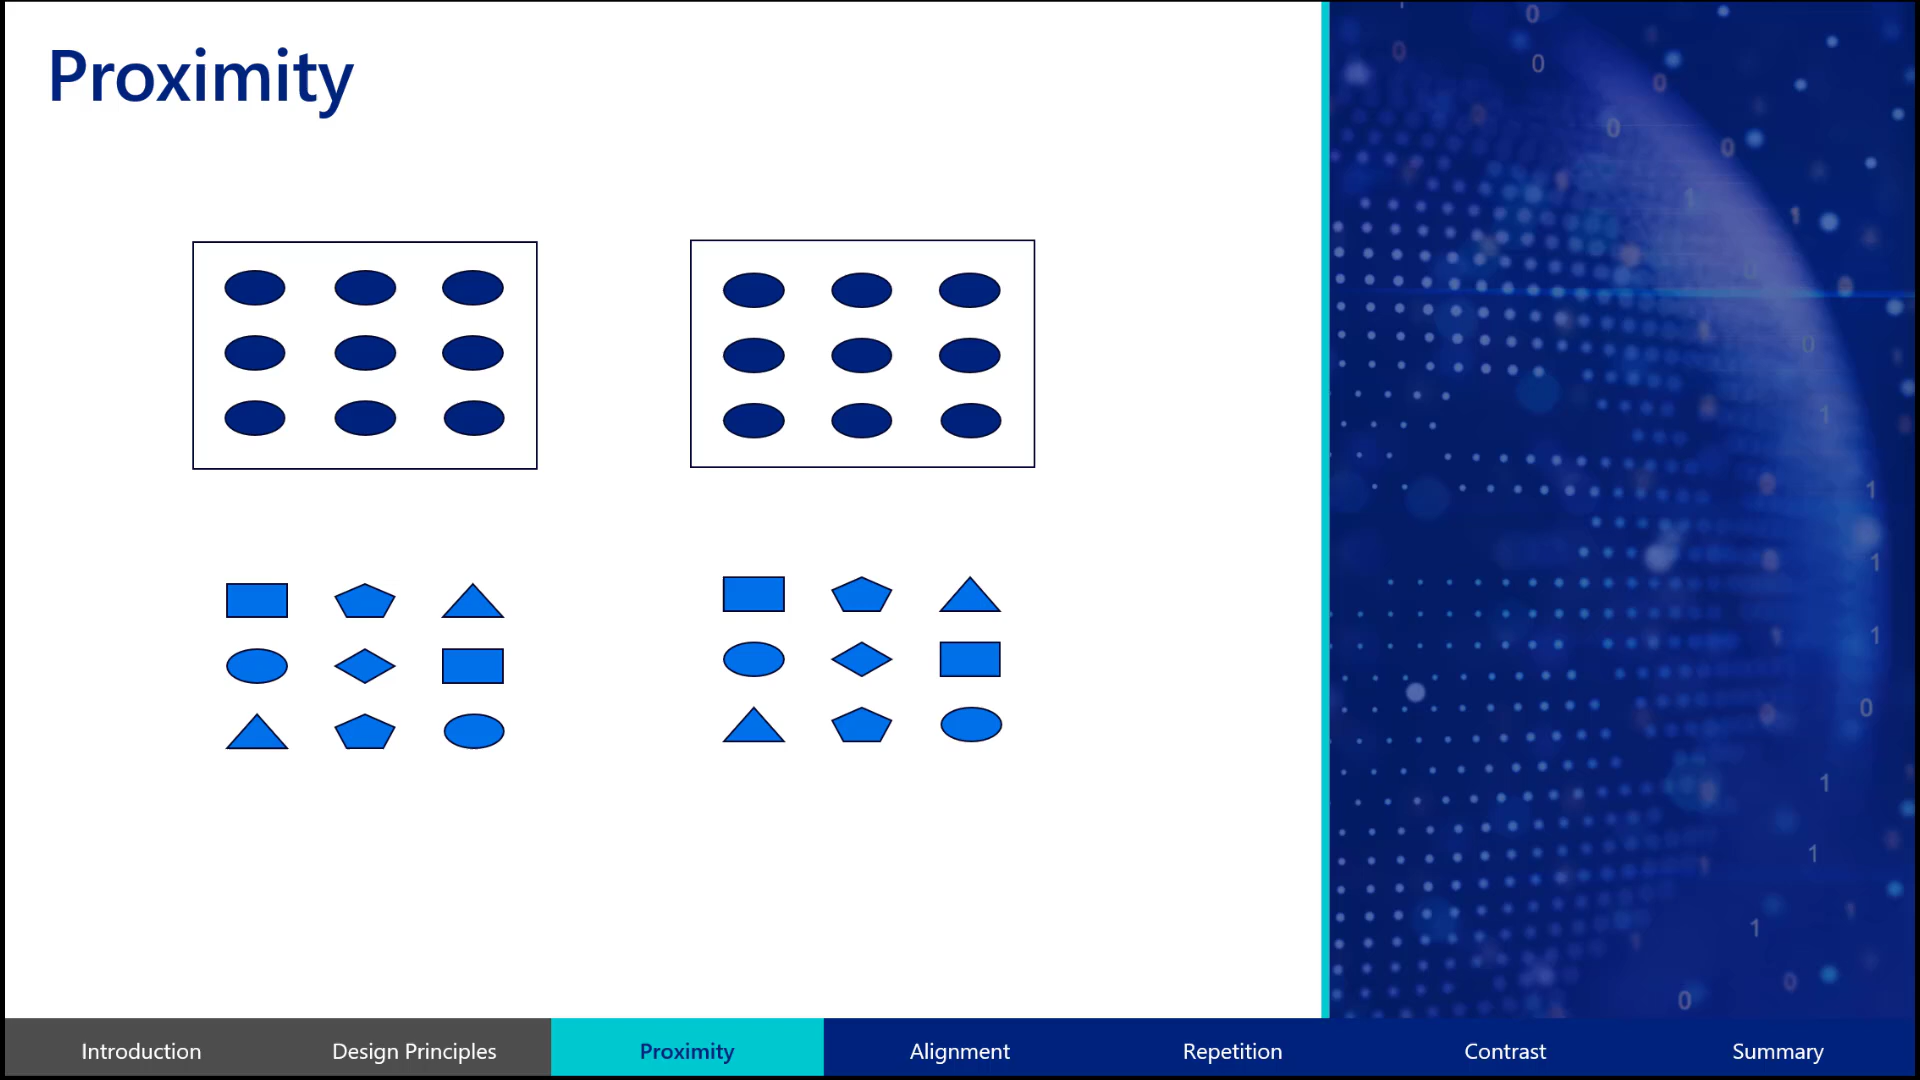 Proximity
Introduction
Design Principles
Proximity
Alignment
Repetition
Contrast
Summary